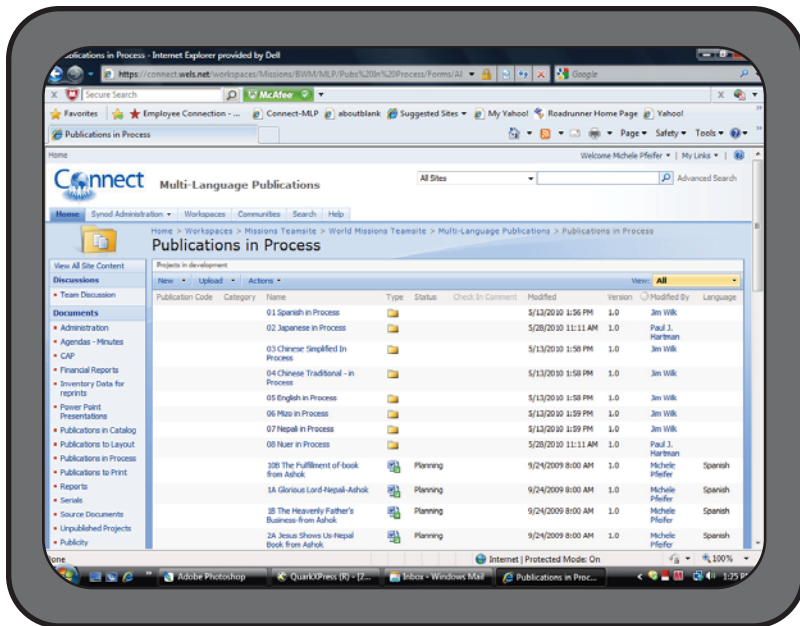 Publications in Process - Internet Explorer provided by Dell
https://connect.wels.net/workspaces/Missions/BWM/MLP/Pubs%20In%20Process/Forms/Al
Google
Secure Search
McAfee
Favorites
Employee Connection - ...
Connect-MLP
aboutblank
Suggested Sites
My Yahoo!
Roadrunner Home Page
Yahoo!
Publications in Process
Page
Safety
Tools
Home
Welcome Michele Pfeifer
My Links
Connect
Multi-Language Publications
All Sites
Advanced Search
Home
Synod Administration
Workspaces
Communities
Search
Help
Home > Workspaces > Missions Teamsite > World Missions Teamsite > Multi-Language Publications > Publications in Process
Publications in Process
View All Site Content
Discussions
Team Discussion
Documents
Administration
Agendas - Minutes
CAP
Financial Reports
Inventory Data for
reprints
Power Point
Presentations
Publications in Catalog
Publications to Layout
Publications in Process
Publications to Print
Reports
Serials
Source Documents
Unpublished Projects
Publicity
Projects in development
New
Upload
Actions
View: All
Publication Code Category Name Type Status Check In Comment Modified Version Modified By Language
01 Spanish in Process 5/13/2010 1:56 PM 1.0 Jim Wilk
02 Japanese in Process 5/28/2010 11:11 AM 1.0 Paul J.
Hartman
03 Chinese Simplified In 5/13/2010 1:58 PM 1.0 Jim Wilk
Process
04 Chinese Traditional - in 5/13/2010 1:58 PM 1.0 Jim Wilk
Process
05 English in Process 5/13/2010 1:58 PM 1.0 Jim Wilk
06 Mizo in Process 5/13/2010 1:59 PM 1.0 Jim Wilk
07 Nepali in Process 5/13/2010 1:59 PM 1.0 Jim Wilk
08 Nuer in Process 5/28/2010 11:11 AM 1.0 Paul J.
Hartman
10B The Fulfillment of-book Planning 9/24/2009 8:00 AM 1.0 Michele Spanish
from Ashok Pfeifer
1A Glorious Lord-Nepali-Ashok Planning 9/24/2009 8:00 AM 1.0 Michele Spanish
Pfeifer
1B The Heavenly Father's Planning 9/24/2009 8:00 AM 1.0 Michele Spanish
Business-from Ashok Pfeifer
2A Jesus Shows Us-Nepal Planning 9/24/2009 8:00 AM 1.0 Michele Spanish
Book from Ashok Pfeifer
one
Internet | Protected Mode: On
100%
Adobe Photoshop
QuarkXPress (R) - [Z...
Inbox - Windows Mail
Publications in Proc...
1:25 P